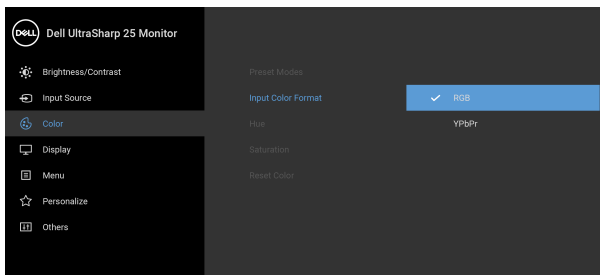 DELL
Dell UltraSharp 25 Monitor
Brightness/Contrast
Preset Modes
Input Source
Input Color Format
RGB
Color
Hue
YPbPr
Display
Saturation
Menu
Reset Color
Personalize
Others